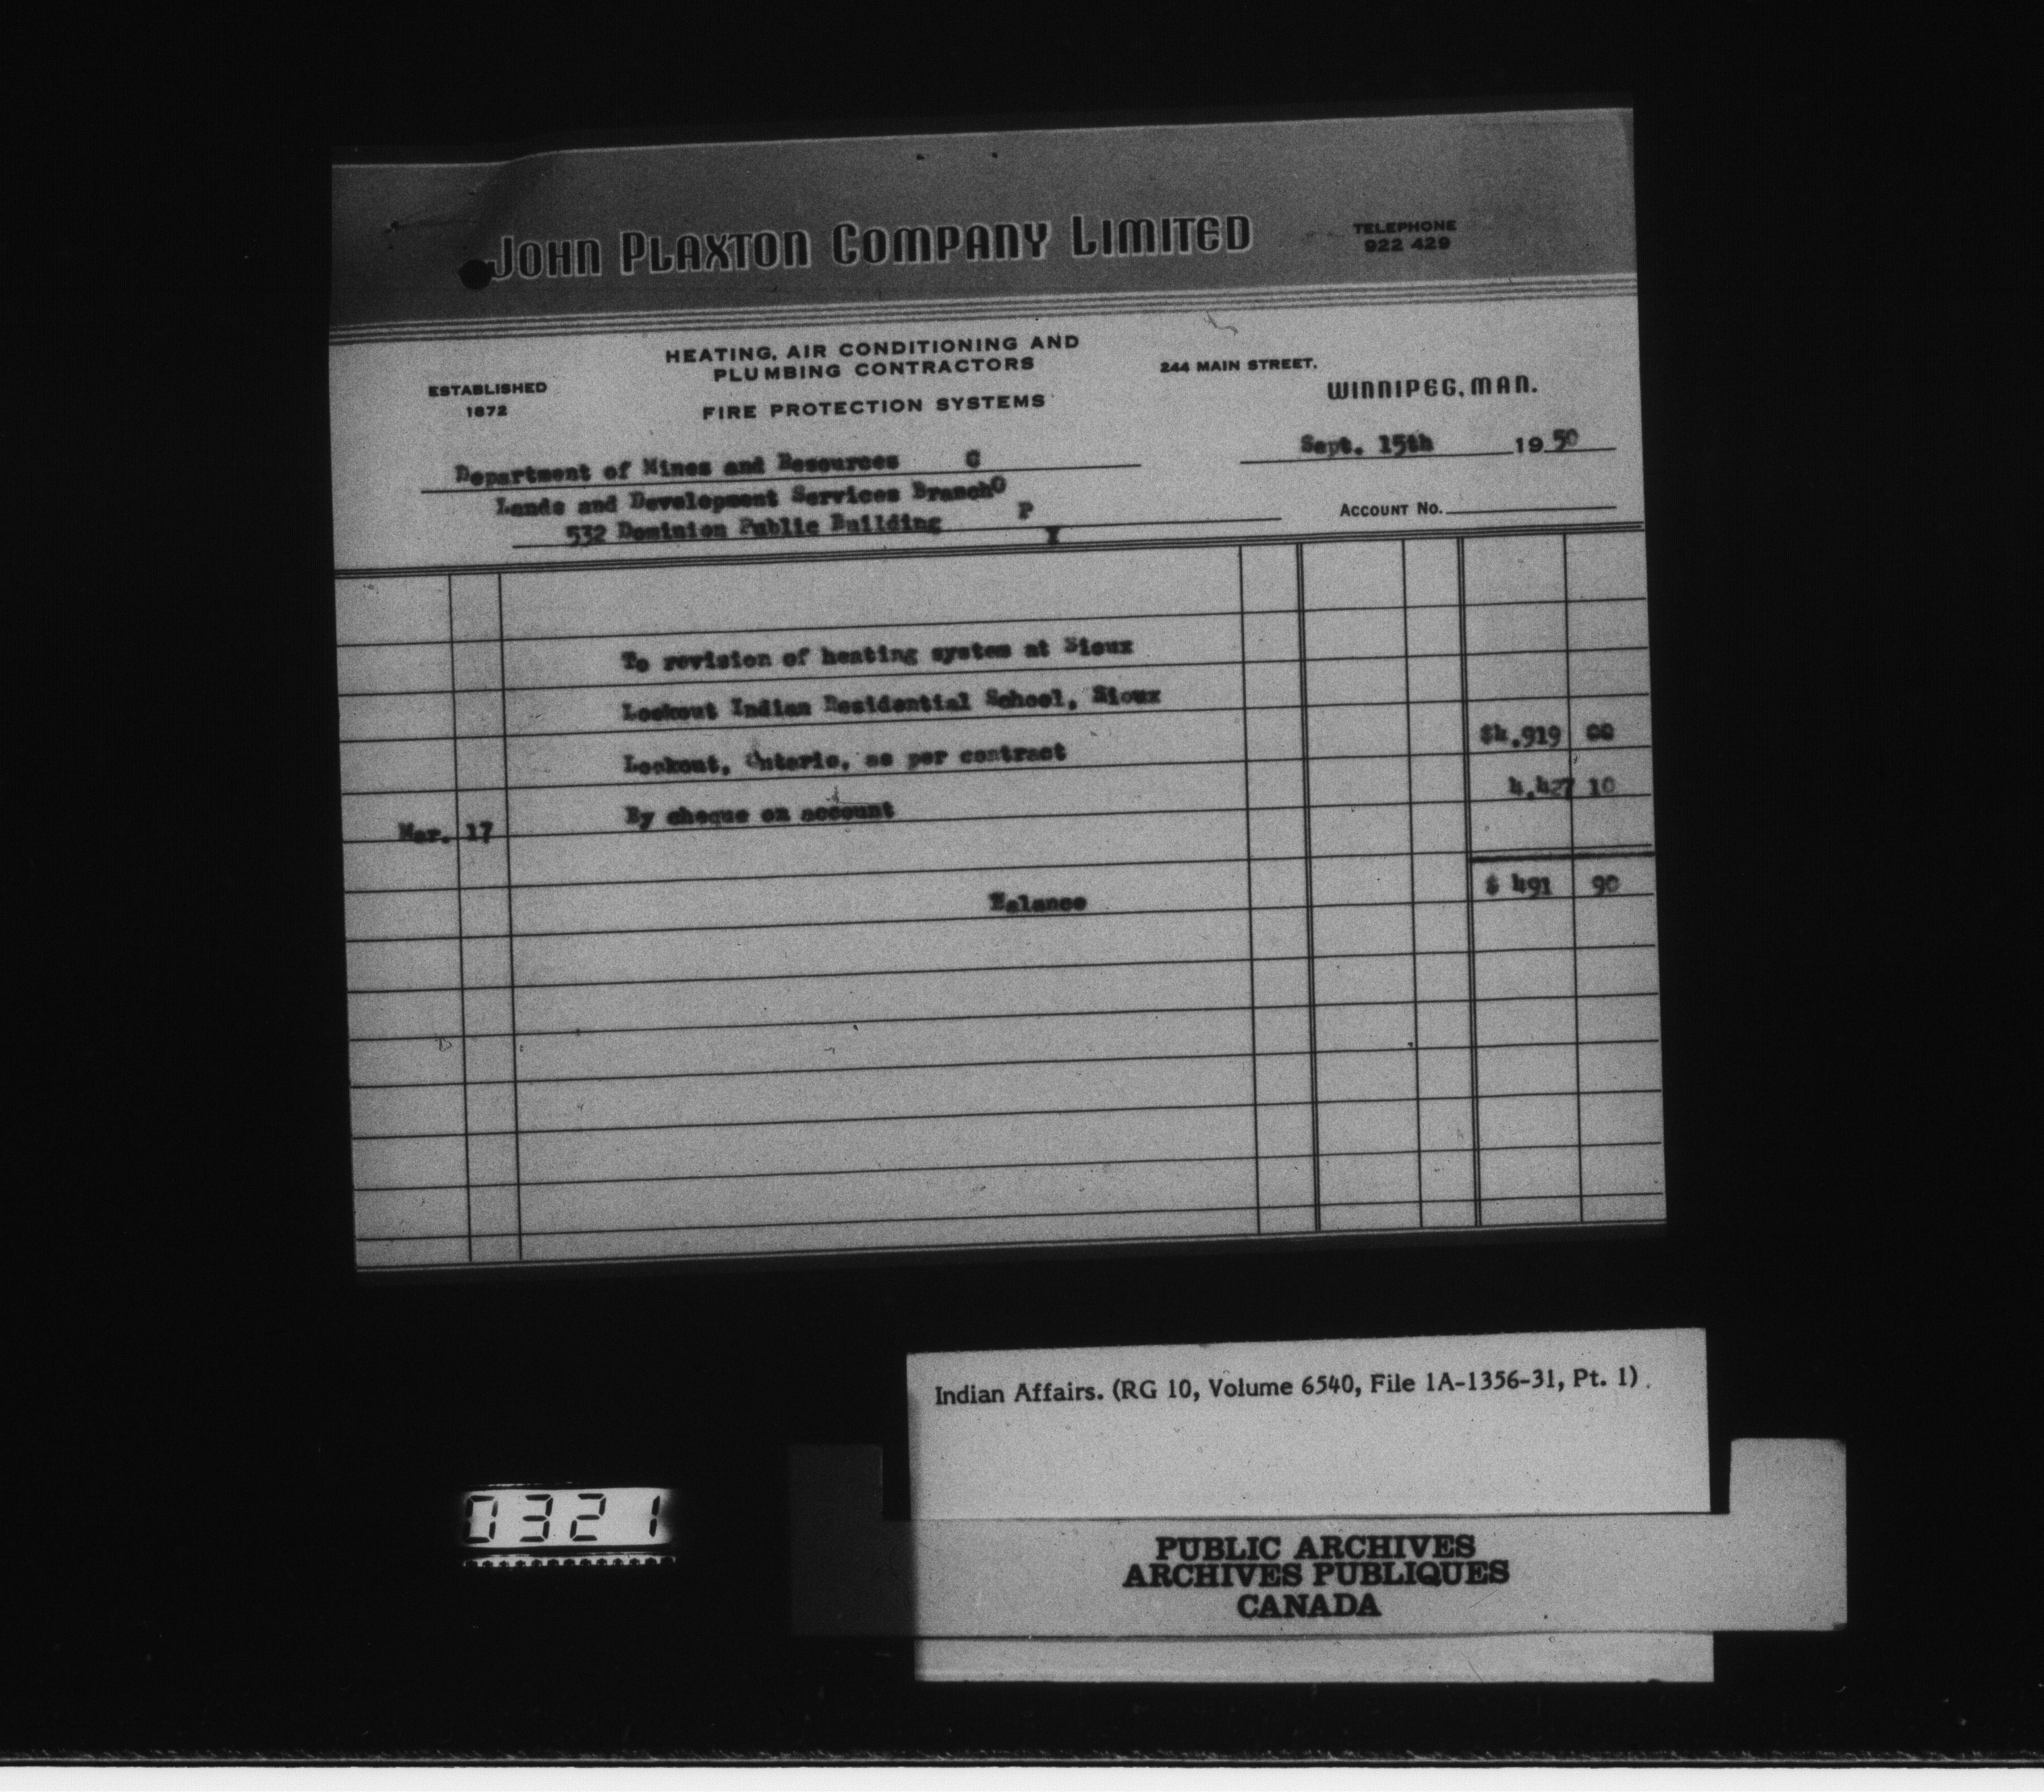 JOHN PLAXTON COMPANY LIMITED
TELEPHONE
922 429
HEATING, AIR CONDITIONING AND
PLUMBING CONTRACTORS
FIRE PROTECTION SYSTEMS
ESTABLISHED
1872
244 MAIN STREET,
WINNIPEG, MAN.
Sept. 15th 19 50
Department of Mines and Resources C
Lands and Development Services Branch O
532 Dominion Public Building P
Y
ACCOUNT NO.
To revision of heating system at Sioux
Lookout Indian Residential School, Sioux
Lookout, Ontario, as per contract $4,919 00
Mar. 17 By cheque on account 4,427 10
Balance $ 491 90
Indian Affairs. (RG 10, Volume 6540, File 1A-1356-31, Pt. 1)
0321
PUBLIC ARCHIVES
ARCHIVES PUBLIQUES
CANADA